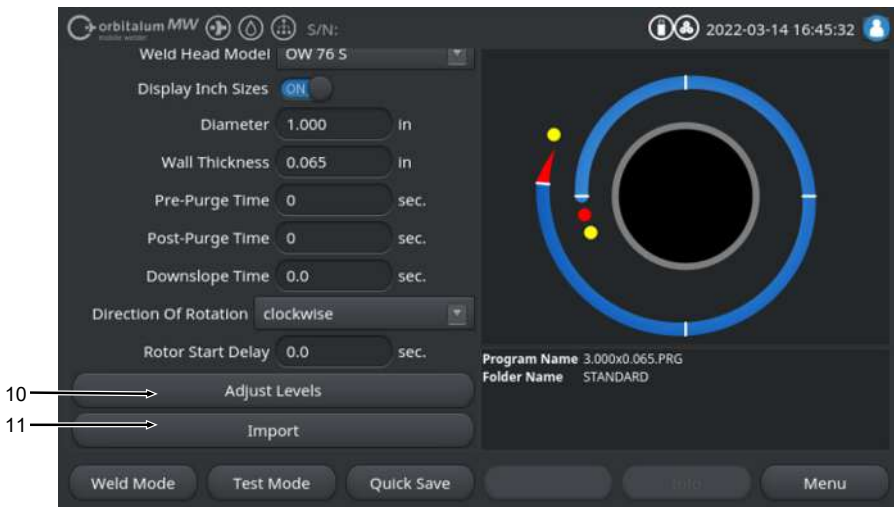 orbitalum MW S/N: 2022-03-14 16:45:32
mobile welder
Weld Head Model OW 76 S
Display Inch Sizes ON
Diameter 1.000 in
Wall Thickness 0.065 in
Pre-Purge Time 0 sec.
Post-Purge Time 0 sec.
Downslope Time 0.0 sec.
Direction Of Rotation clockwise
Rotor Start Delay 0.0 sec.
10 Adjust Levels
11 Import
Program Name 3.000x0.065.PRG
Folder Name STANDARD
Weld Mode Test Mode Quick Save Info Menu